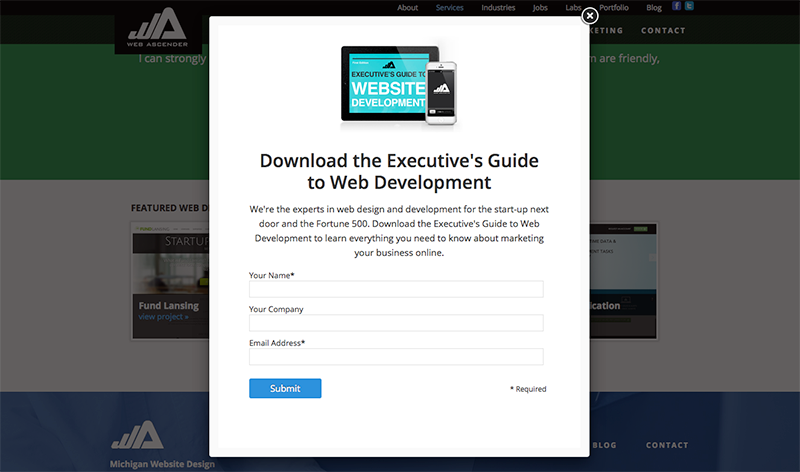 About Services Industries Jobs Labs Portfolio Blog
WEB ASCENDER
KETING CONTACT
I can strongly
m are friendly,
EXECUTIVE'S GUIDE TO
WEBSITE
DEVELOPMENT
Download the Executive's Guide
to Web Development
We're the experts in web design and development for the start-up next
door and the Fortune 500. Download the Executive's Guide to Web
Development to learn everything you need to know about marketing
your business online.
Your Name*
Your Company
Email Address*
Submit
* Required
FEATURED WEB D
STARTUP
Fund Lansing
view project »
ication
BLOG CONTACT
Michigan Website Design